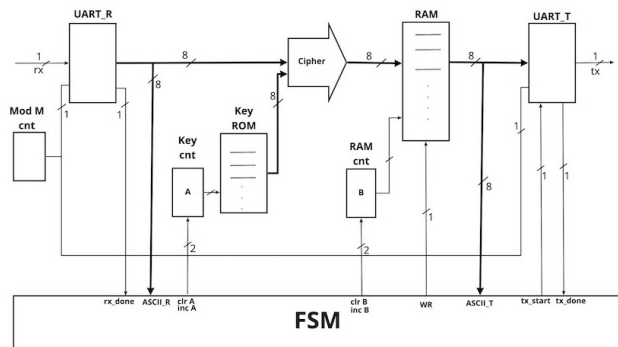 UART_R
RAM
UART_T
1
rx
8
8
Cipher
8
8
1
tx
8
1
1
8
Mod M
cnt
Key
cnt
Key
ROM
RAM
cnt
1
A
B
8
1
1
1
2
2
rx_done
ASCII_R
clr A
inc A
clr B
inc B
WR
ASCII_T
tx_start
tx_done
FSM